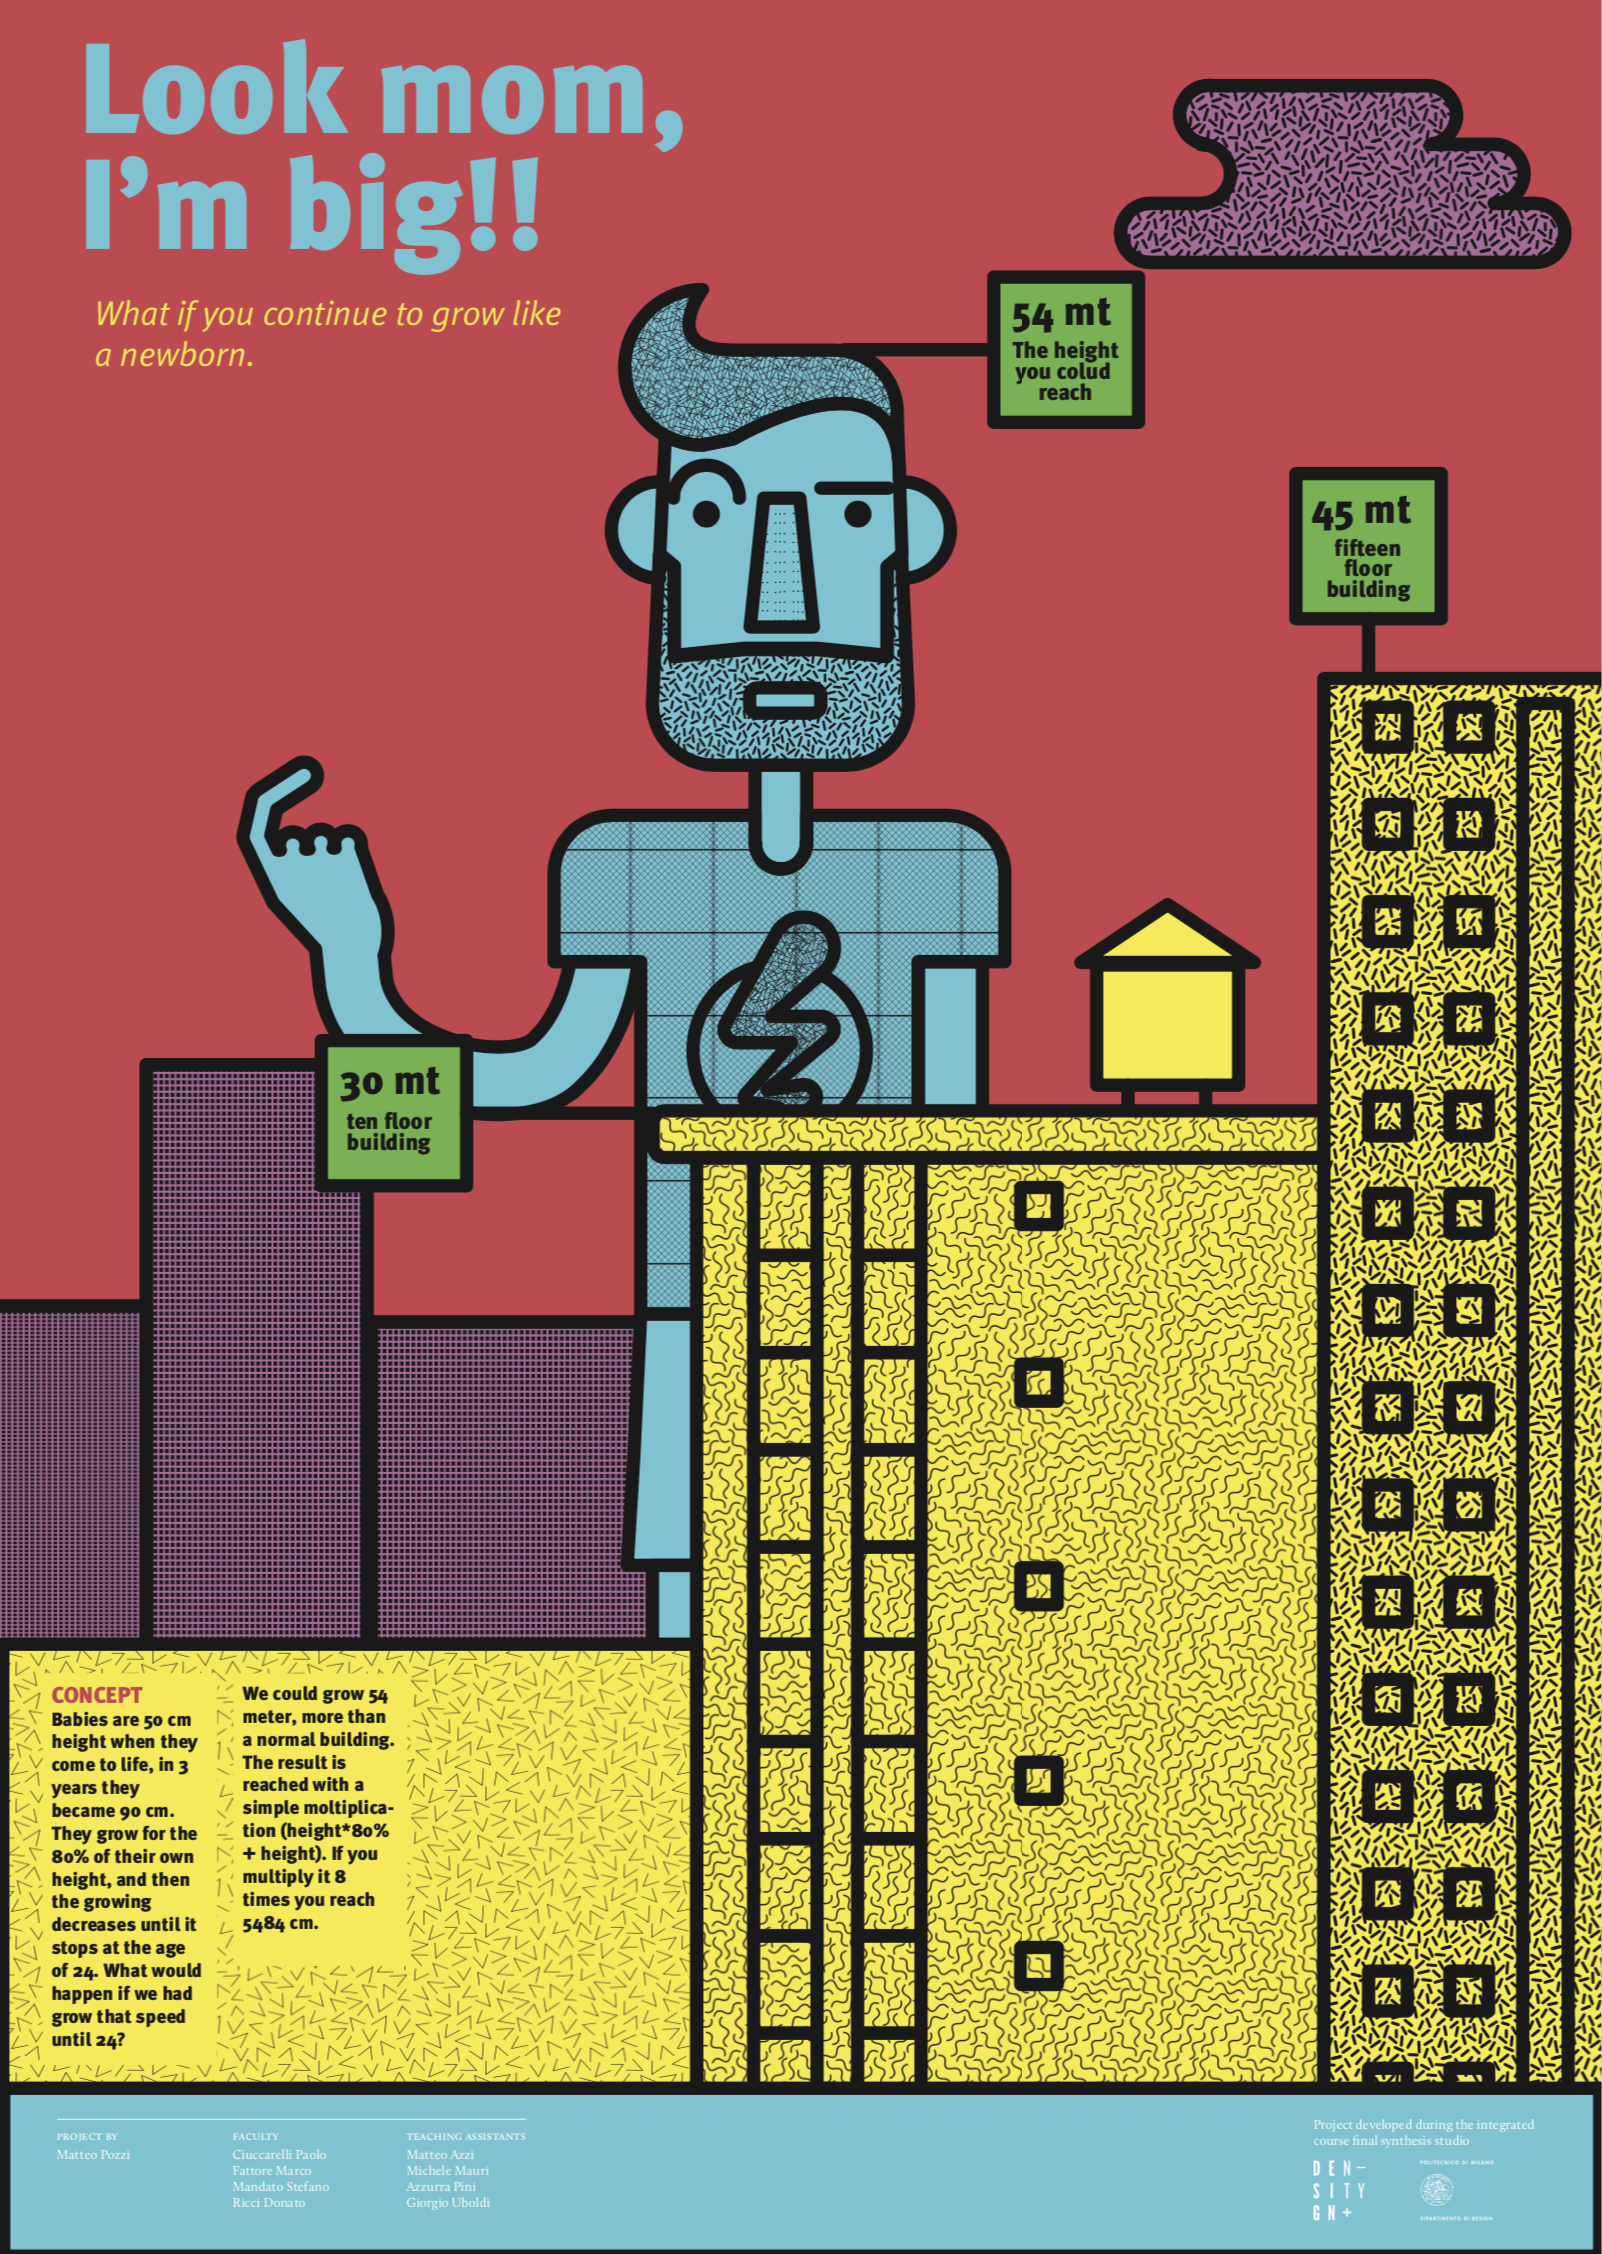 Look mom,
I'm big!!
What if you continue to grow like
a newborn.
54 mt
The height
you colud
reach
45 mt
fifteen
floor
building
30 mt
ten floor
building
CONCEPT
Babies are 50 cm
height when they
come to life, in 3
years they
became 90 cm.
They grow for the
80% of their own
height, and then
the growing
decreases until it
stops at the age
of 24. What would
happen if we had
grow that speed
until 24?
We could grow 54
meter, more than
a normal building.
The result is
reached with a
simple moltiplica-
tion (height*80%
+ height). If you
multiply it 8
times you reach
5484 cm.
PROJECT BY
Matteo Pozzi
FACULTY
Ciuccarelli Paolo
Fattore Marco
Mandato Stefano
Ricci Donato
TEACHING ASSISTANTS
Matteo Azzi
Michele Mauri
Azzurra Pini
Giorgio Uboldi
Project developed during the integrated
course final synthesis studio
DEN–
SITY
GN+
POLITECNICO DI MILANO
DIPARTIMENTO DI DESIGN